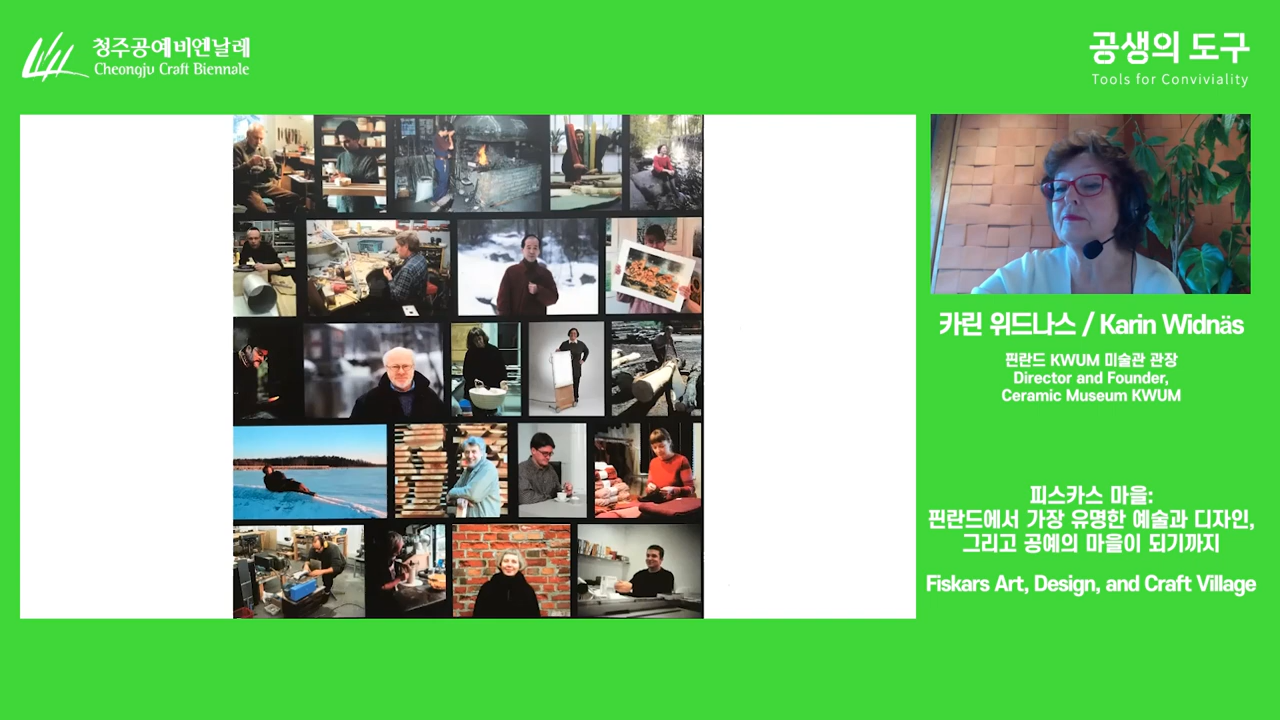 청주공예비엔날레
Cheongju Craft Biennale
공생의 도구
Tools for Conviviality
카린 위드나스 / Karin Widnäs
핀란드 KWUM 미술관 관장
Director and Founder,
Ceramic Museum KWUM
피스카스 마을:
핀란드에서 가장 유명한 예술과 디자인,
그리고 공예의 마을이 되기까지
Fiskars Art, Design, and Craft Village